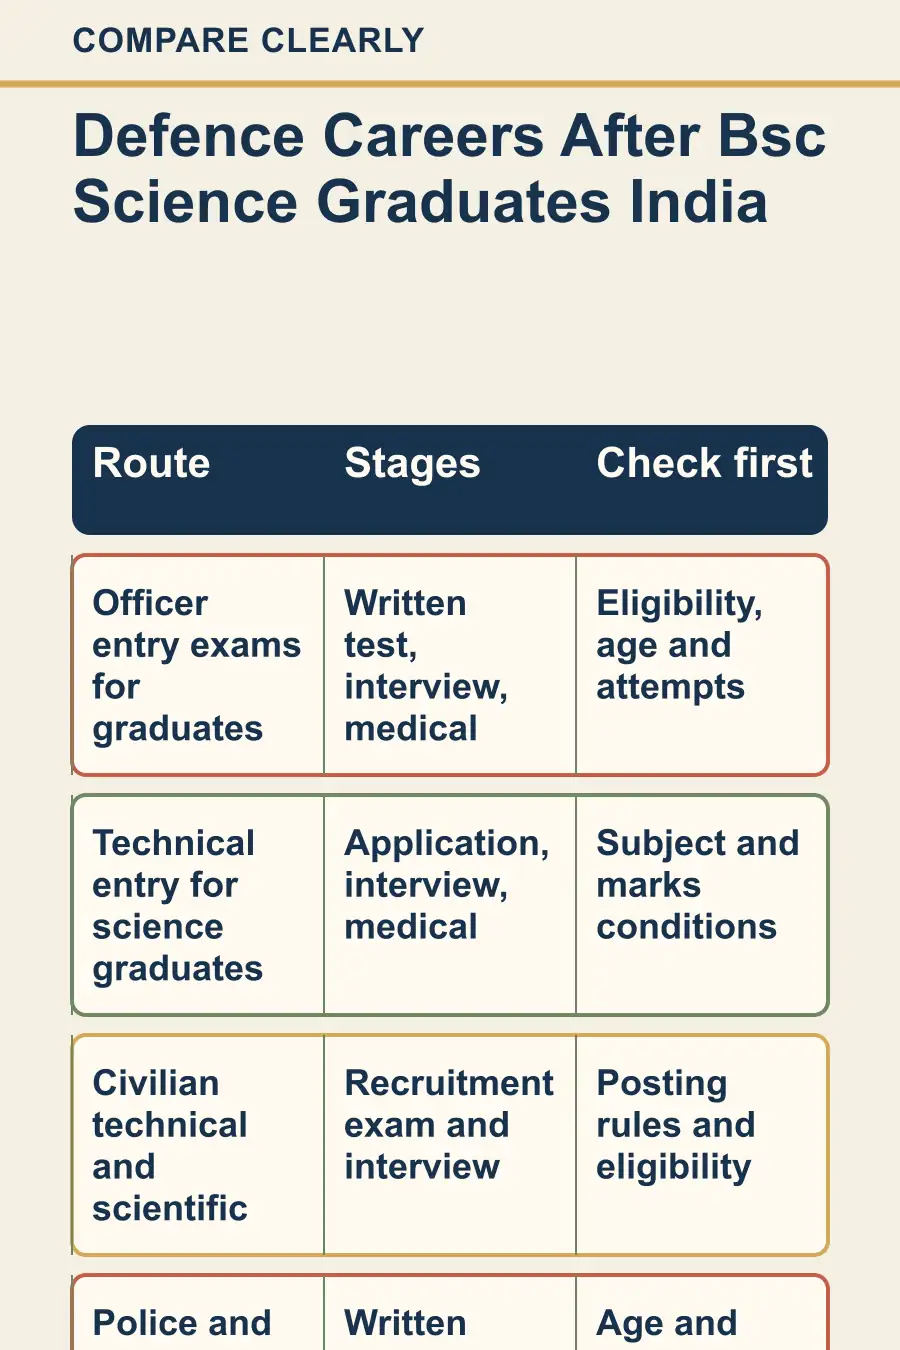 COMPARE CLEARLY
Defence Careers After Bsc
Science Graduates India
Route
Stages
Check first
Officer
entry exams
for
graduates
Written
test,
interview,
medical
Eligibility,
age and
attempts
Technical
entry for
science
graduates
Application,
interview,
medical
Subject and
marks
conditions
Civilian
technical
and
scientific
Recruitment
exam and
interview
Posting
rules and
eligibility
Police and
Written
Age and